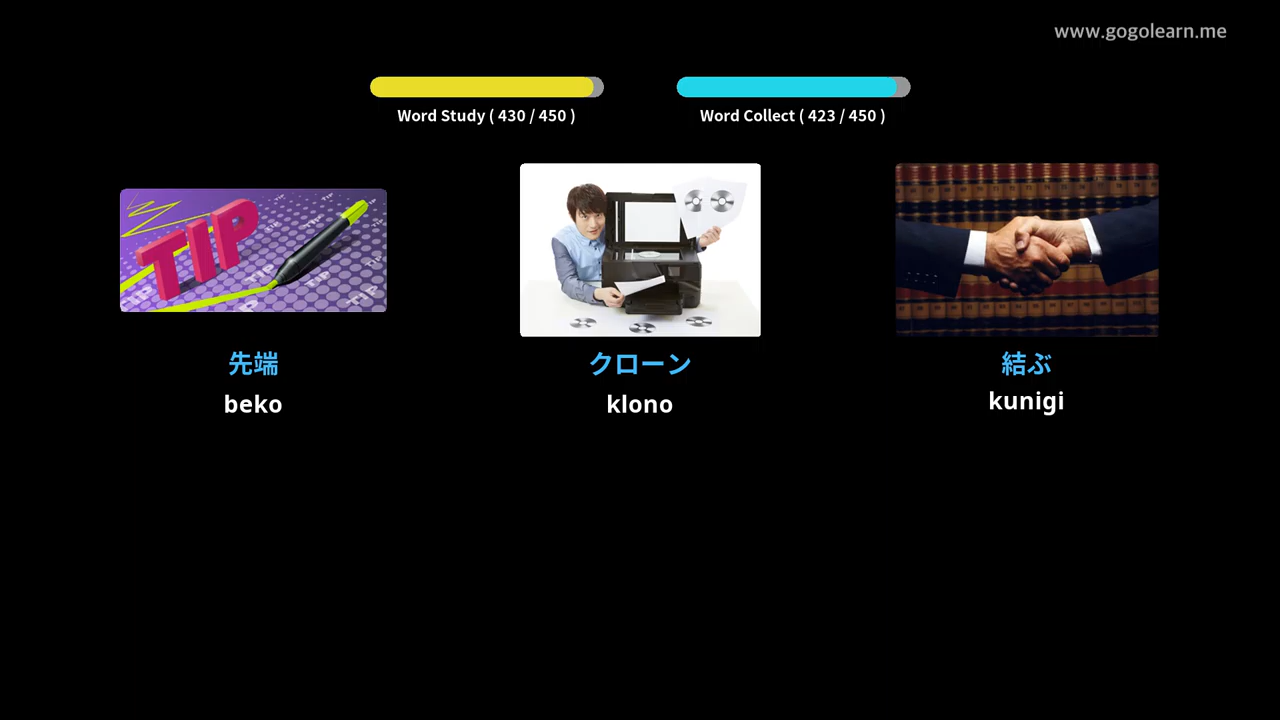 www.gogolearn.me
Word Study ( 430 / 450 )
Word Collect ( 423 / 450 )
TIP
先端
クローン
結ぶ
beko
klono
kunigi